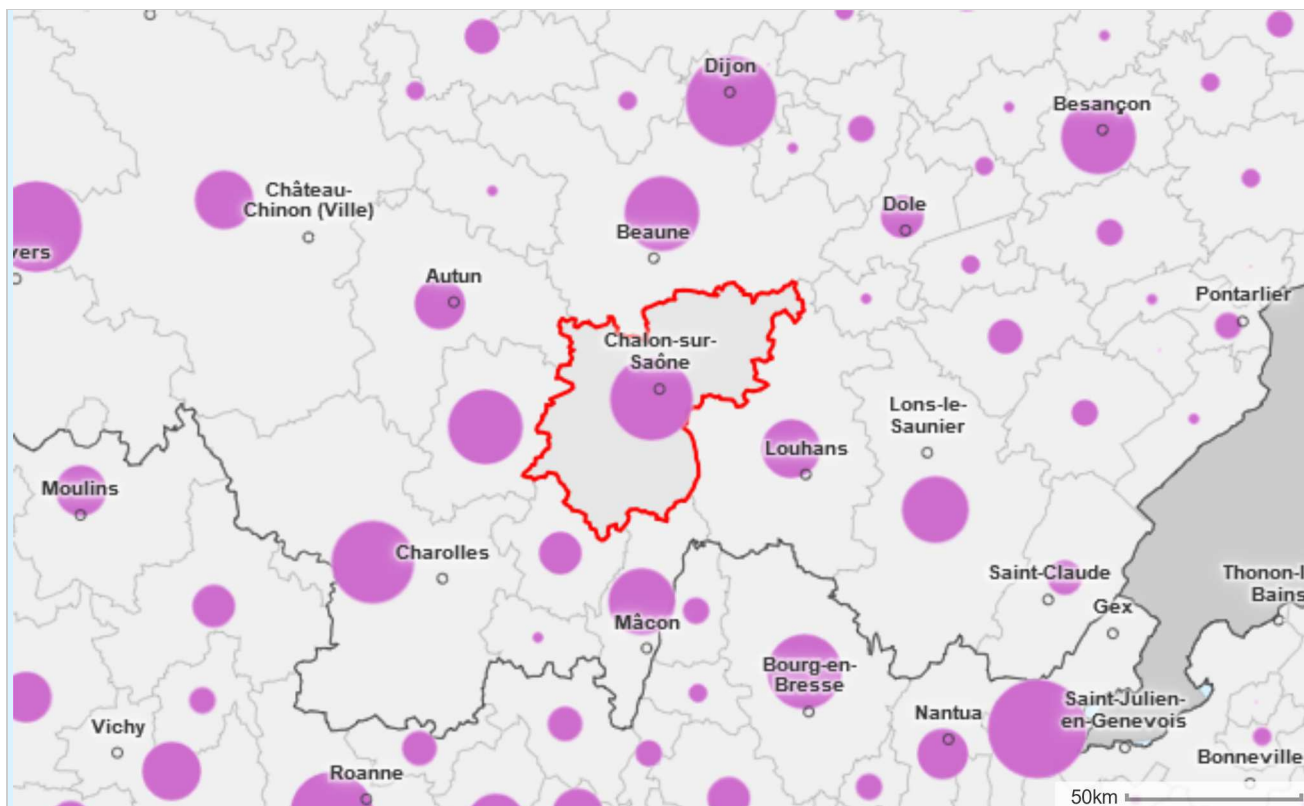 Dijon
Besançon
Château-
Chinon (Ville)
Dole
Beaune
vers
Autun
Pontarlier
Chalon-sur-
Saône
Lons-le-
Saunier
Louhans
Moulins
Charolles
Saint-Claude
Thonon-l
Bains
Gex
Mâcon
Bourg-en-
Bresse
Saint-Julien-
en-Genevois
Nantua
Vichy
Bonneville
Roanne
50km